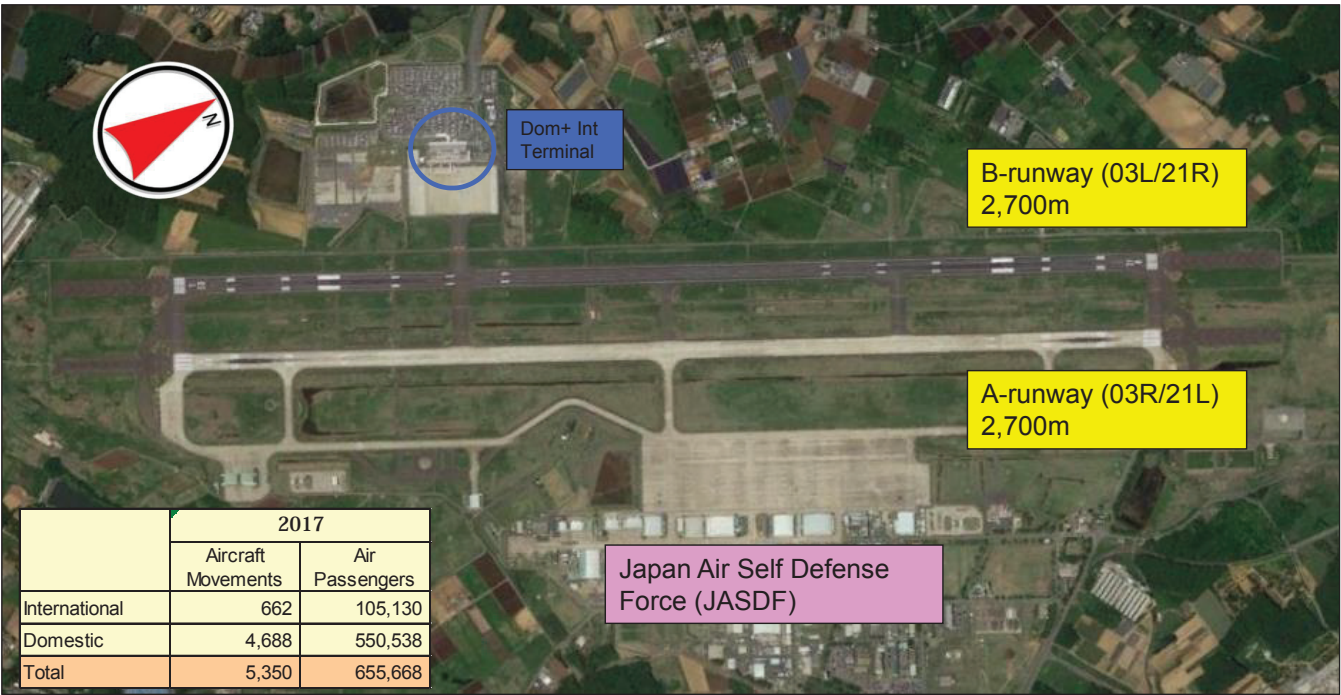 N
Dom+ Int
Terminal
B-runway (03L/21R)
2,700m
A-runway (03R/21L)
2,700m
Japan Air Self Defense
Force (JASDF)
2017
Aircraft Movements Air Passengers
International 662 105,130
Domestic 4,688 550,538
Total 5,350 655,668